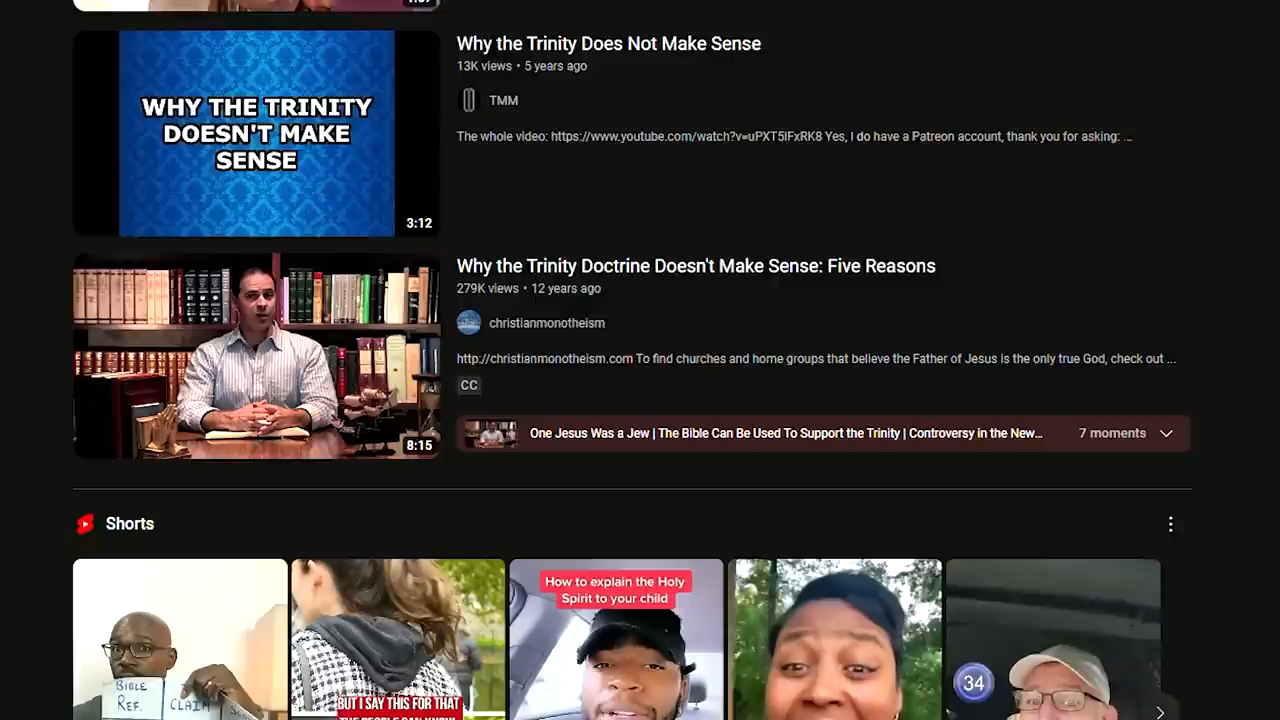 Why the Trinity Does Not Make Sense
13K views • 5 years ago
WHY THE TRINITY
DOESN'T MAKE
SENSE
TMM
The whole video: https://www.youtube.com/watch?v=uPXT5lFxRK8 Yes, I do have a Patreon account, thank you for asking: ...
3:12
Why the Trinity Doctrine Doesn't Make Sense: Five Reasons
279K views • 12 years ago
christianmonotheism
http://christianmonotheism.com To find churches and home groups that believe the Father of Jesus is the only true God, check out ...
CC
One Jesus Was a Jew | The Bible Can Be Used To Support the Trinity | Controversy in the New...
7 moments
8:15
Shorts
How to explain the Holy
Spirit to your child
BIBLE
REF.
CLAIM
BUT I SAY THIS FOR THAT
THE PEOPLE CAN KNOW
34